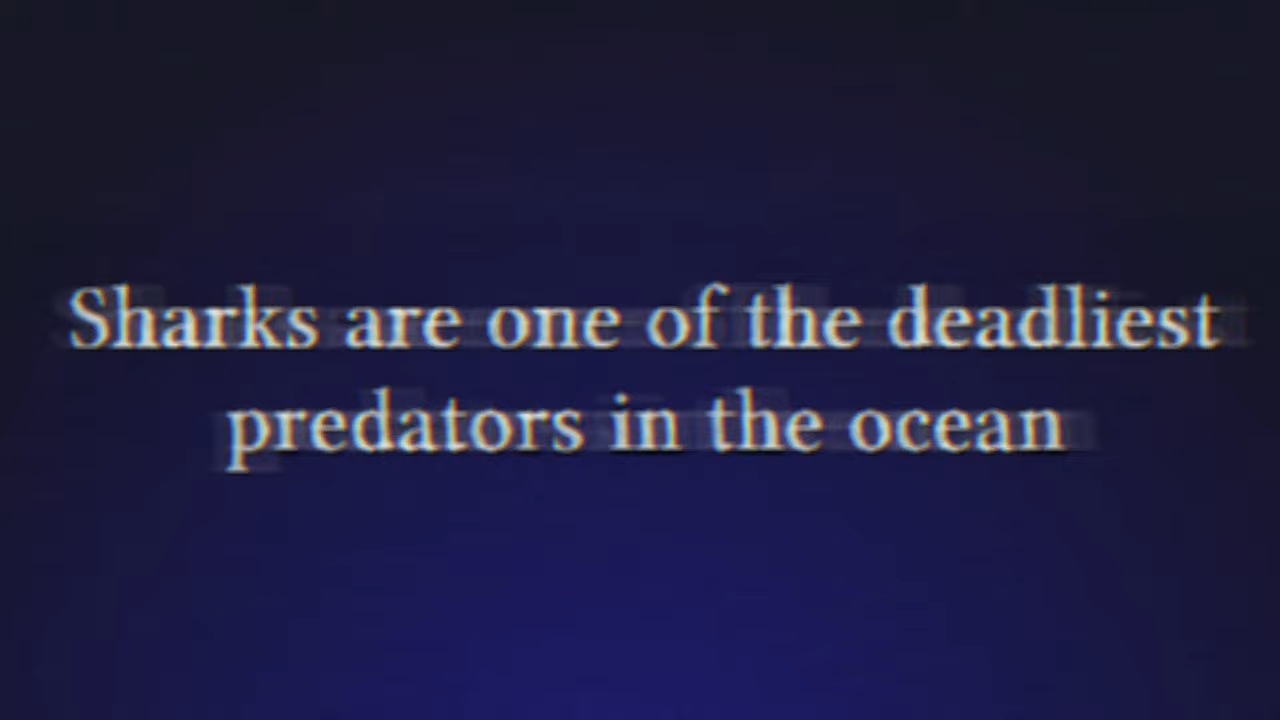 Sharks are one of the deadliest
predators in the ocean